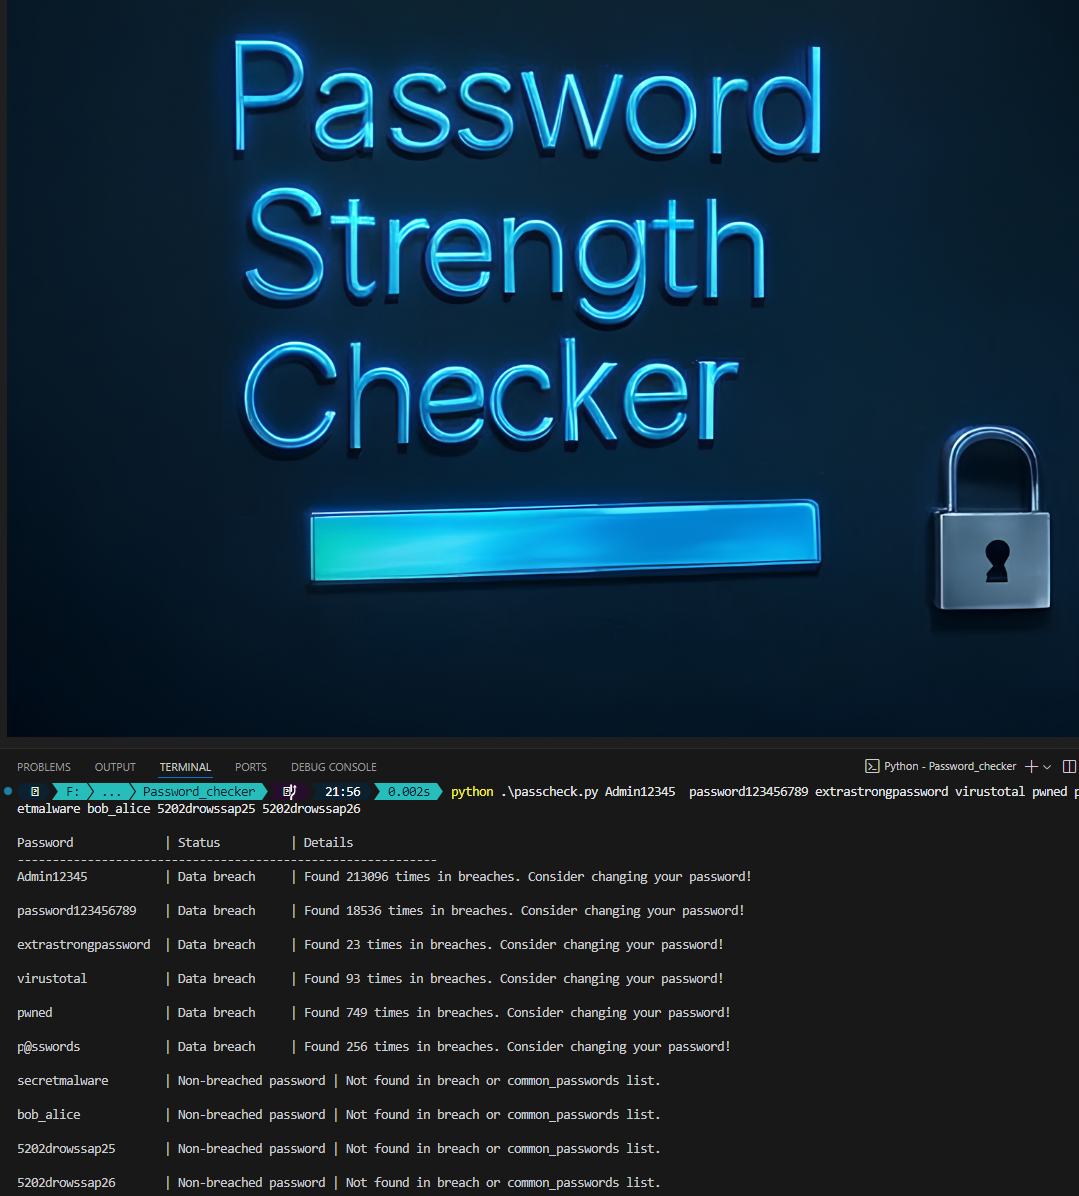 Password
Strength
Checker
PROBLEMS OUTPUT TERMINAL PORTS DEBUG CONSOLE Python - Password_checker
F: ... Password_checker 21:56 0.002s python .\passcheck.py Admin12345 password123456789 extrastrongpassword virustotal pwned p
etmalware bob_alice 5202drowssap25 5202drowssap26
Password | Status | Details
------------------------------------------------------------
Admin12345 | Data breach | Found 213096 times in breaches. Consider changing your password!
password123456789 | Data breach | Found 18536 times in breaches. Consider changing your password!
extrastrongpassword | Data breach | Found 23 times in breaches. Consider changing your password!
virustotal | Data breach | Found 93 times in breaches. Consider changing your password!
pwned | Data breach | Found 749 times in breaches. Consider changing your password!
p@sswords | Data breach | Found 256 times in breaches. Consider changing your password!
secretmalware | Non-breached password | Not found in breach or common_passwords list.
bob_alice | Non-breached password | Not found in breach or common_passwords list.
5202drowssap25 | Non-breached password | Not found in breach or common_passwords list.
5202drowssap26 | Non-breached password | Not found in breach or common_passwords list.